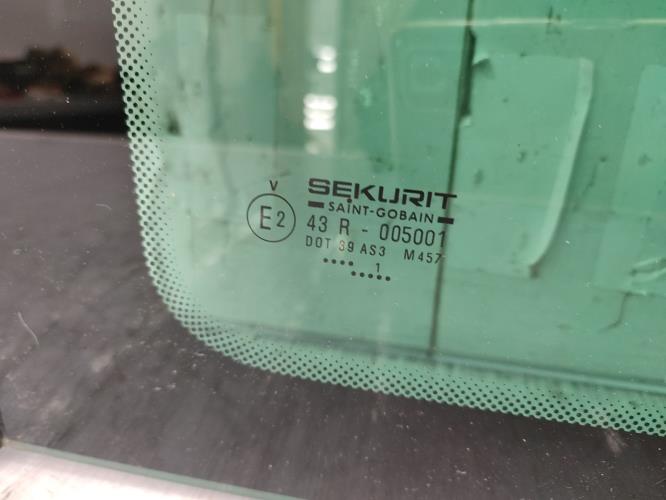 V
E2
SEKURIT
SAINT-GOBAIN
43 R - 005001
DOT 39 AS3 M457
1